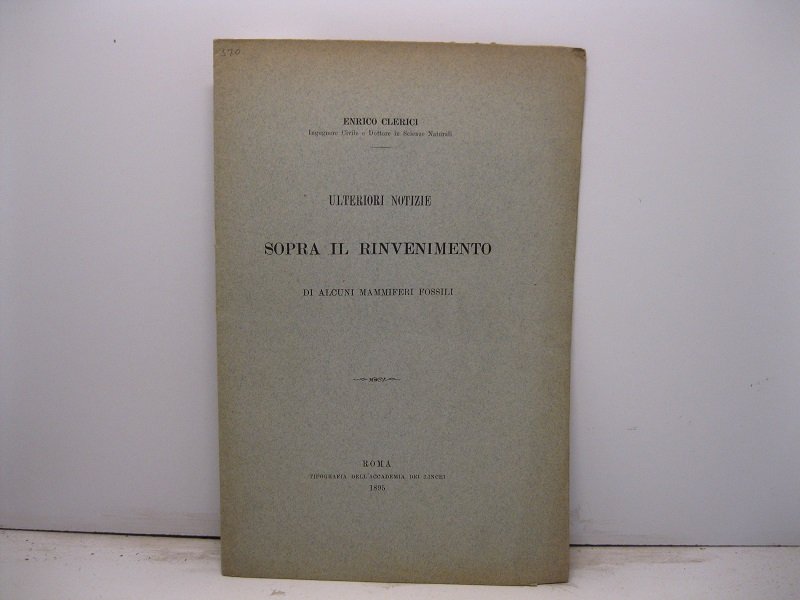 370
ENRICO CLERICI
Ingegnere Civile e Dottore in Scienze Naturali
ULTERIORI NOTIZIE
SOPRA IL RINVENIMENTO
DI ALCUNI MAMMIFERI FOSSILI
ROMA
TIPOGRAFIA DELL'ACCADEMIA DEI LINCEI
1895